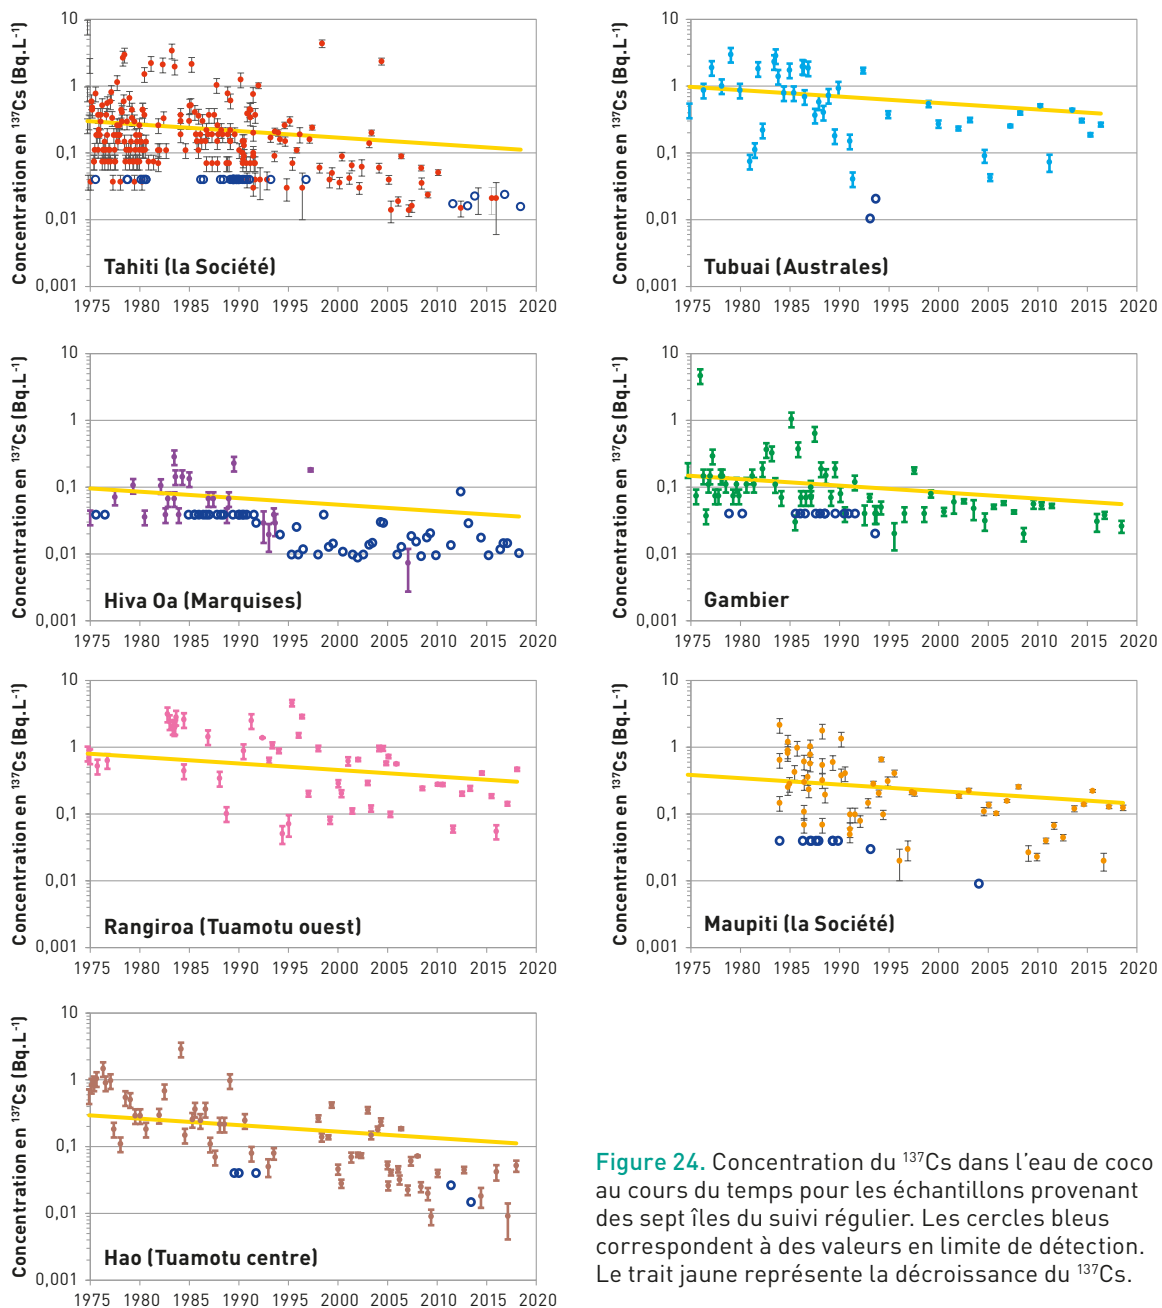 Concentration en ¹³⁷Cs (Bq.L⁻¹)
10
1
0,1
0,01
0,001
Tahiti (la Société)
1975 1980 1985 1990 1995 2000 2005 2010 2015 2020
Concentration en ¹³⁷Cs (Bq.L⁻¹)
10
1
0,1
0,01
0,001
Tubuai (Australes)
1975 1980 1985 1990 1995 2000 2005 2010 2015 2020
Concentration en ¹³⁷Cs (Bq.L⁻¹)
10
1
0,1
0,01
0,001
Hiva Oa (Marquises)
1975 1980 1985 1990 1995 2000 2005 2010 2015 2020
Concentration en ¹³⁷Cs (Bq.L⁻¹)
10
1
0,1
0,01
0,001
Gambier
1975 1980 1985 1990 1995 2000 2005 2010 2015 2020
Concentration en ¹³⁷Cs (Bq.L⁻¹)
10
1
0,1
0,01
0,001
Rangiroa (Tuamotu ouest)
1975 1980 1985 1990 1995 2000 2005 2010 2015 2020
Concentration en ¹³⁷Cs (Bq.L⁻¹)
10
1
0,1
0,01
0,001
Maupiti (la Société)
1975 1980 1985 1990 1995 2000 2005 2010 2015 2020
Concentration en ¹³⁷Cs (Bq.L⁻¹)
10
1
0,1
0,01
0,001
Hao (Tuamotu centre)
1975 1980 1985 1990 1995 2000 2005 2010 2015 2020
Figure 24. Concentration du ¹³⁷Cs dans l'eau de coco
au cours du temps pour les échantillons provenant
des sept îles du suivi régulier. Les cercles bleus
correspondent à des valeurs en limite de détection.
Le trait jaune représente la décroissance du ¹³⁷Cs.